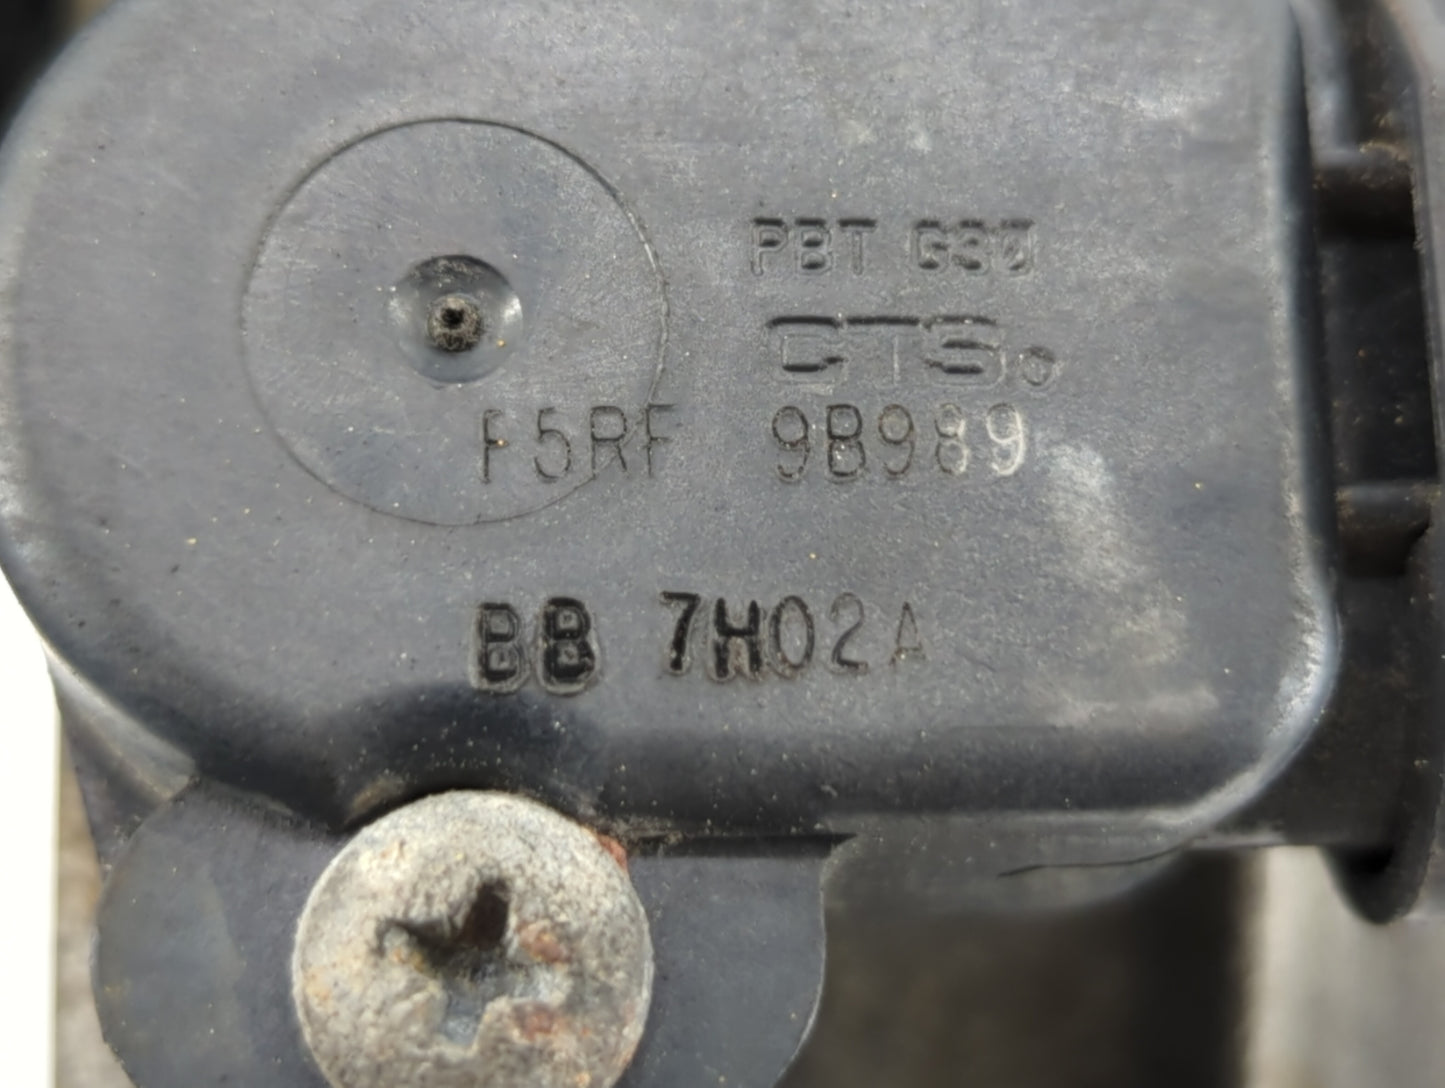 PBT G30
CTS
F5RF 9B989
BB 7H02A